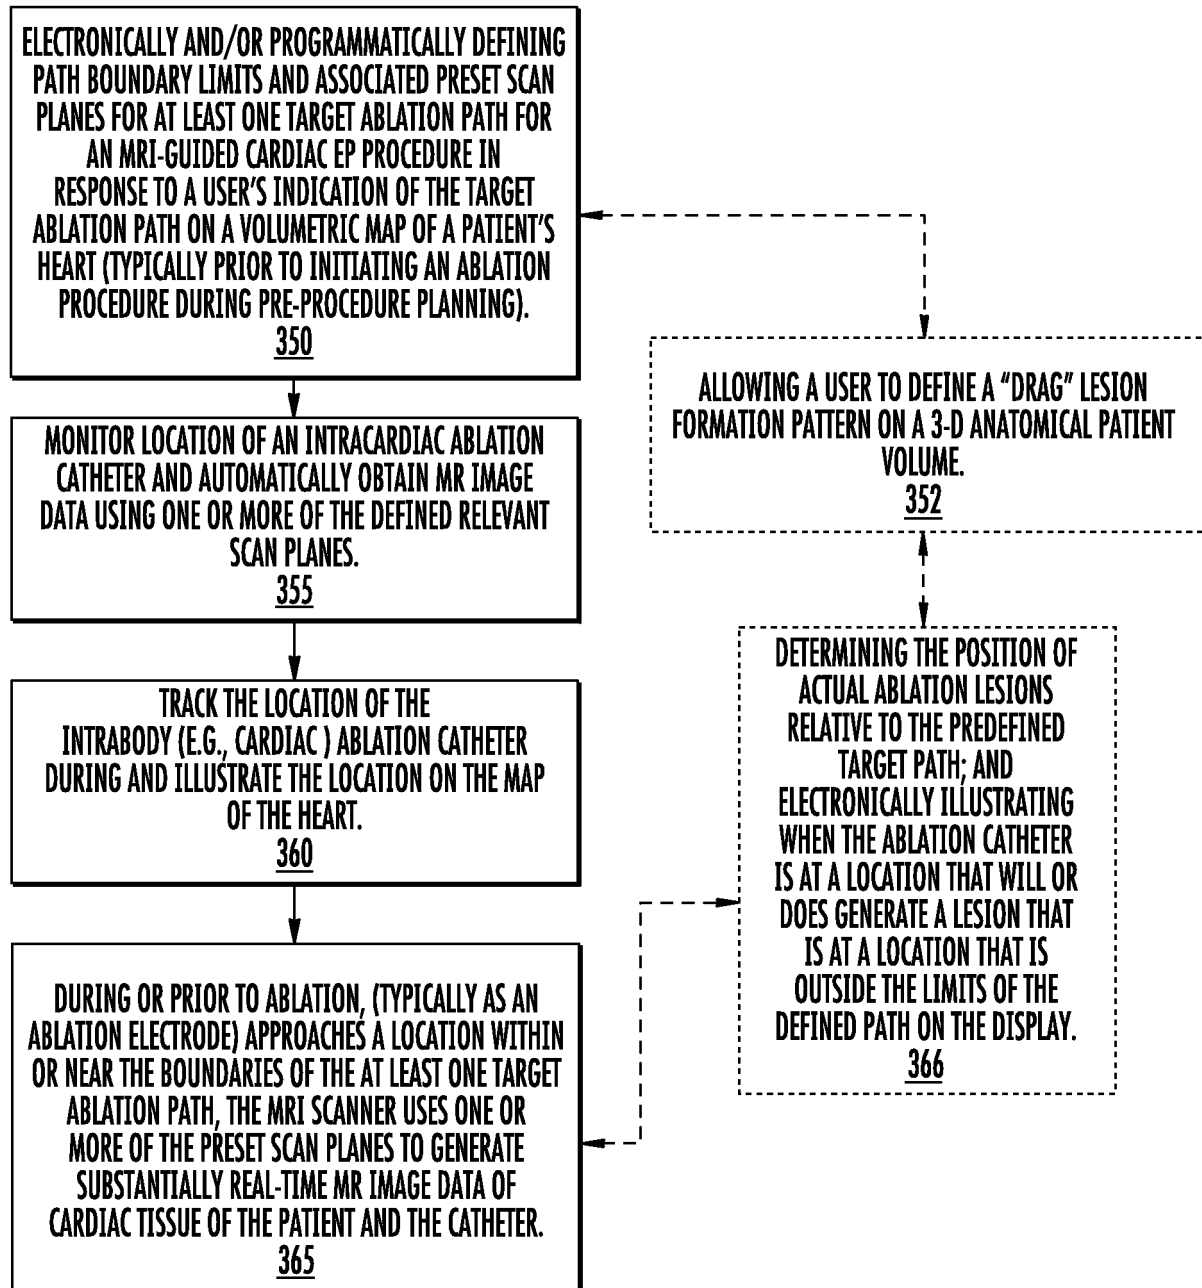 ELECTRONICALLY AND/OR PROGRAMMATICALLY DEFINING
PATH BOUNDARY LIMITS AND ASSOCIATED PRESET SCAN
PLANES FOR AT LEAST ONE TARGET ABLATION PATH FOR
AN MRI-GUIDED CARDIAC EP PROCEDURE IN
RESPONSE TO A USER'S INDICATION OF THE TARGET
ABLATION PATH ON A VOLUMETRIC MAP OF A PATIENT'S
HEART (TYPICALLY PRIOR TO INITIATING AN ABLATION
PROCEDURE DURING PRE-PROCEDURE PLANNING).
350
MONITOR LOCATION OF AN INTRACARDIAC ABLATION
CATHETER AND AUTOMATICALLY OBTAIN MR IMAGE
DATA USING ONE OR MORE OF THE DEFINED RELEVANT
SCAN PLANES.
355
TRACK THE LOCATION OF THE
INTRABODY (E.G., CARDIAC ) ABLATION CATHETER
DURING AND ILLUSTRATE THE LOCATION ON THE MAP
OF THE HEART.
360
DURING OR PRIOR TO ABLATION, (TYPICALLY AS AN
ABLATION ELECTRODE) APPROACHES A LOCATION WITHIN
OR NEAR THE BOUNDARIES OF THE AT LEAST ONE TARGET
ABLATION PATH, THE MRI SCANNER USES ONE OR
MORE OF THE PRESET SCAN PLANES TO GENERATE
SUBSTANTIALLY REAL-TIME MR IMAGE DATA OF
CARDIAC TISSUE OF THE PATIENT AND THE CATHETER.
365
ALLOWING A USER TO DEFINE A “DRAG” LESION
FORMATION PATTERN ON A 3-D ANATOMICAL PATIENT
VOLUME.
352
DETERMINING THE POSITION OF
ACTUAL ABLATION LESIONS
RELATIVE TO THE PREDEFINED
TARGET PATH; AND
ELECTRONICALLY ILLUSTRATING
WHEN THE ABLATION CATHETER
IS AT A LOCATION THAT WILL OR
DOES GENERATE A LESION THAT
IS AT A LOCATION THAT IS
OUTSIDE THE LIMITS OF THE
DEFINED PATH ON THE DISPLAY.
366